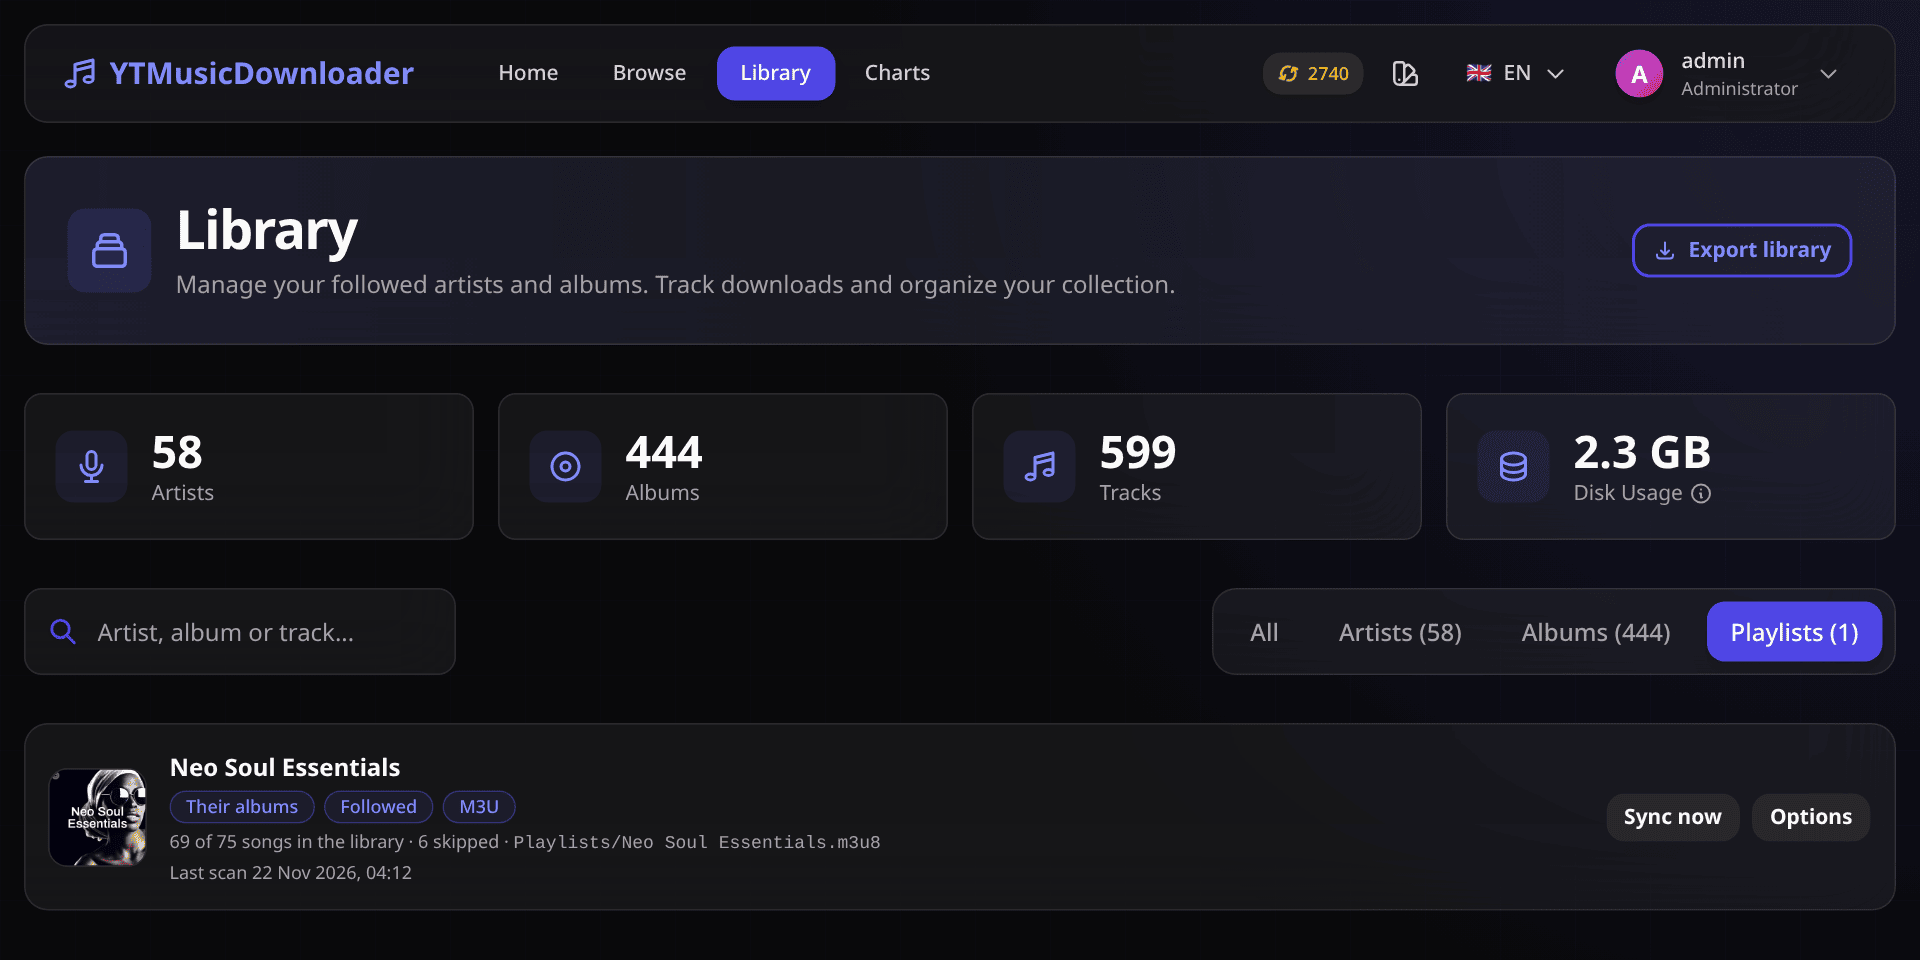 YTMusicDownloader Home Browse Library Charts 2740 EN A admin
Administrator
Library
Manage your followed artists and albums. Track downloads and organize your collection.
Export library
58
Artists
444
Albums
599
Tracks
2.3 GB
Disk Usage
Artist, album or track...
All Artists (58) Albums (444) Playlists (1)
Neo Soul
Essentials
Neo Soul Essentials
Their albums Followed M3U
69 of 75 songs in the library · 6 skipped · Playlists/Neo Soul Essentials.m3u8
Last scan 22 Nov 2026, 04:12
Sync now Options